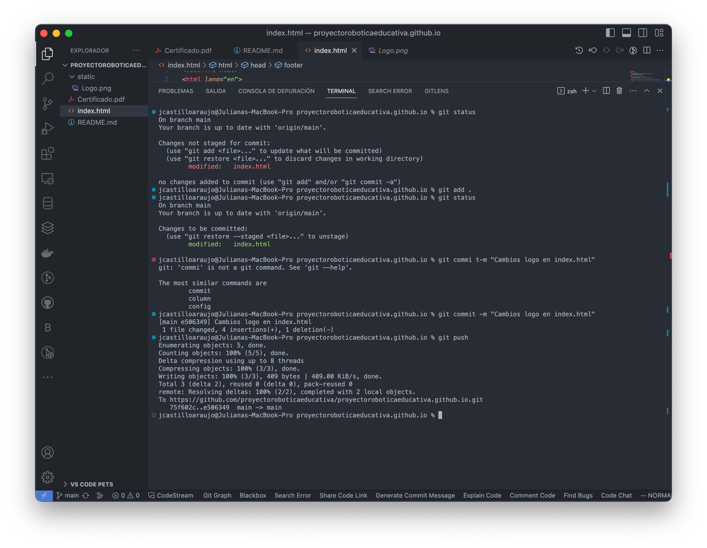 index.html — proyectoroboticaeducativa.github.io
EXPLORADOR
Certificado.pdf
README.md
index.html
Logo.png
PROYECTOROBOTICAED...
static
Logo.png
Certificado.pdf
index.html
README.md
index.html > html > head > footer
1 <html lang="en">
PROBLEMAS SALIDA CONSOLA DE DEPURACIÓN TERMINAL SEARCH ERROR GITLENS
zsh
jcastilloaraujo@Julianas-MacBook-Pro proyectoroboticaeducativa.github.io % git status
On branch main
Your branch is up to date with 'origin/main'.
Changes not staged for commit:
(use "git add <file>..." to update what will be committed)
(use "git restore <file>..." to discard changes in working directory)
modified: index.html
no changes added to commit (use "git add" and/or "git commit -a")
jcastilloaraujo@Julianas-MacBook-Pro proyectoroboticaeducativa.github.io % git add .
jcastilloaraujo@Julianas-MacBook-Pro proyectoroboticaeducativa.github.io % git status
On branch main
Your branch is up to date with 'origin/main'.
Changes to be committed:
(use "git restore --staged <file>..." to unstage)
modified: index.html
jcastilloaraujo@Julianas-MacBook-Pro proyectoroboticaeducativa.github.io % git commi t-m "Cambios logo en index.html"
git: 'commi' is not a git command. See 'git --help'.
The most similar commands are
commit
column
config
jcastilloaraujo@Julianas-MacBook-Pro proyectoroboticaeducativa.github.io % git commit -m "Cambios logo en index.html"
[main e506349] Cambios logo en index.html
1 file changed, 4 insertions(+), 1 deletion(-)
jcastilloaraujo@Julianas-MacBook-Pro proyectoroboticaeducativa.github.io % git push
Enumerating objects: 5, done.
Counting objects: 100% (5/5), done.
Delta compression using up to 8 threads
Compressing objects: 100% (3/3), done.
Writing objects: 100% (3/3), 409 bytes | 409.00 KiB/s, done.
Total 3 (delta 2), reused 0 (delta 0), pack-reused 0
remote: Resolving deltas: 100% (2/2), completed with 2 local objects.
To https://github.com/proyectoroboticaeducativa/proyectoroboticaeducativa.github.io.git
75f602c..e506349 main -> main
jcastilloaraujo@Julianas-MacBook-Pro proyectoroboticaeducativa.github.io %
VS CODE PETS
main 0 0 CodeStream Git Graph Blackbox Search Error Share Code Link Generate Commit Message Explain Code Comment Code Find Bugs Code Chat -- NORMA